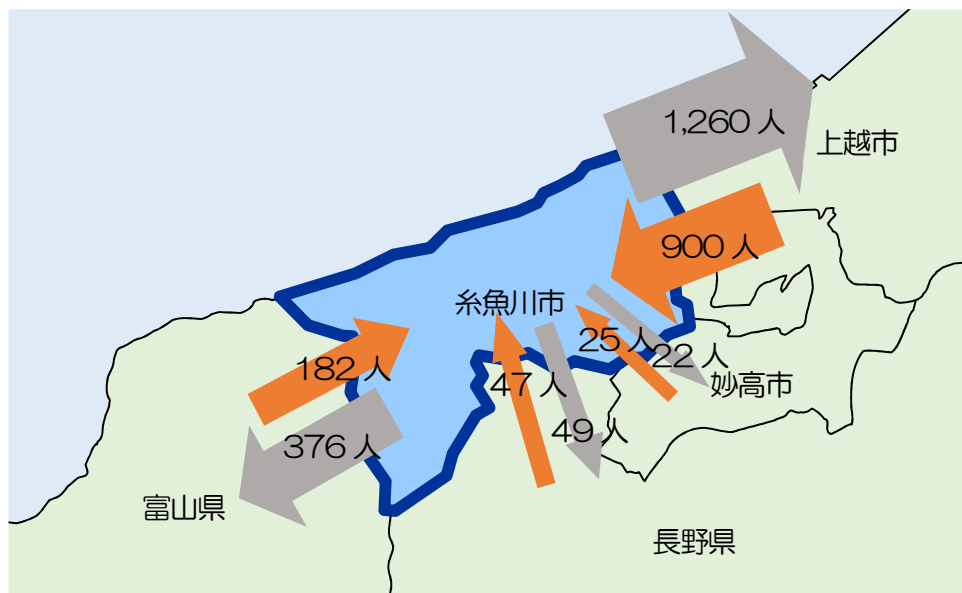 1,260 人
上越市
900 人
糸魚川市
25 人
22 人
182 人
47 人
妙高市
376 人
49 人
富山県
長野県